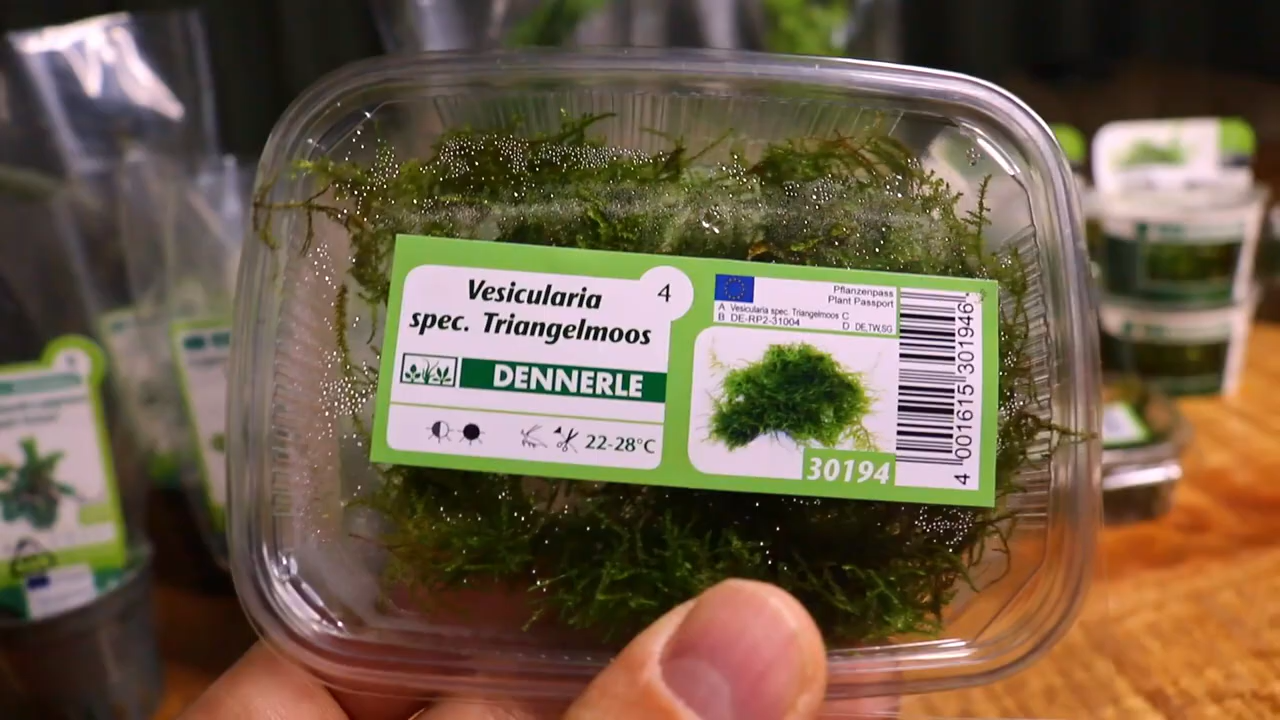 Vesicularia
spec. Triangelmoos
4
DENNERLE
22-28°C
Pflanzenpass
Plant Passport
A Vesicularia spec. Triangelmoos C
B DE-RP2-31004 D DE,TW,SG
30194
4 001615 301946